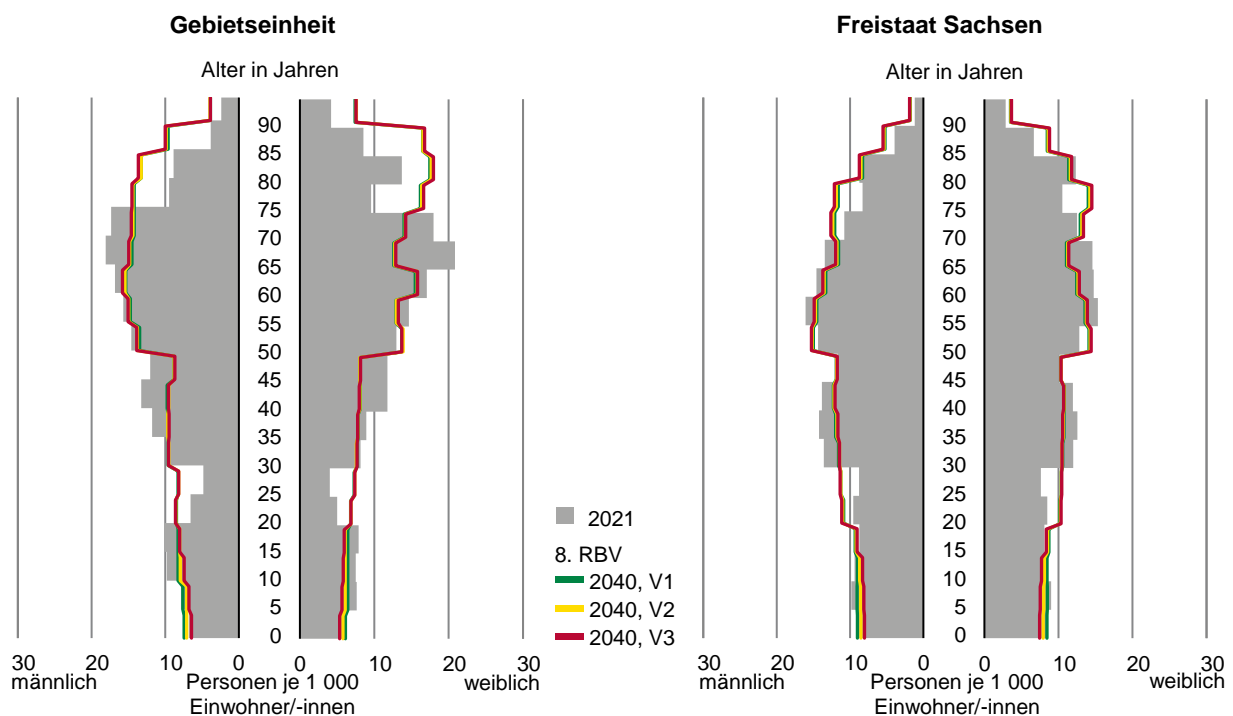 Gebietseinheit
Freistaat Sachsen
Alter in Jahren
Alter in Jahren
90
85
80
75
70
65
60
55
50
45
40
35
30
25
20
15
10
5
0
90
85
80
75
70
65
60
55
50
45
40
35
30
25
20
15
10
5
0
2021
8. RBV
2040, V1
2040, V2
2040, V3
30 20 10 0 0 10 20 30
männlich Personen je 1 000 weiblich
Einwohner/-innen
30 20 10 0 0 10 20 30
männlich Personen je 1 000 weiblich
Einwohner/-innen